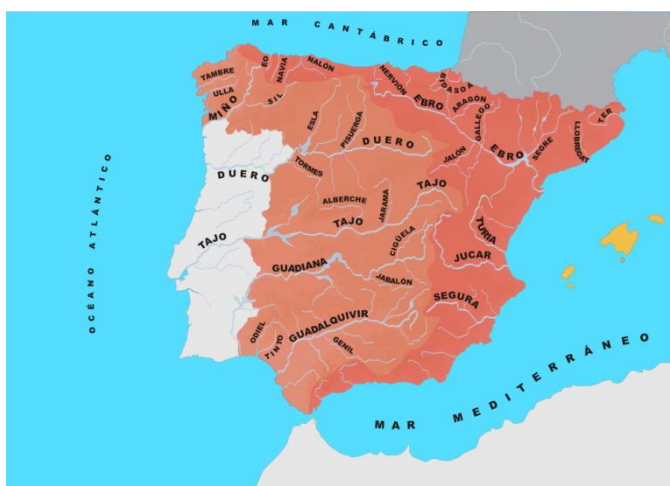 MAR CANTÁBRICO
OCÉANO ATLÁNTICO
TAMBRE
ULLA
MIÑO
SIL
EO
NAVIA
NALÓN
NERVIÓN
BIDASOA
EBRO
ARAGÓN
GALLEGO
SEGRE
LLOBREGAT
TER
ESLA
PISUERGA
DUERO
JALÓN
EBRO
TORMES
DUERO
ALBERCHE
JARAMA
TAJO
TAJO
TAJO
CIGÜELA
TURIA
JUCAR
GUADIANA
JABALÓN
SEGURA
ODIEL
TINTO
GUADALQUIVIR
GENIL
MAR MEDITERRÁNEO